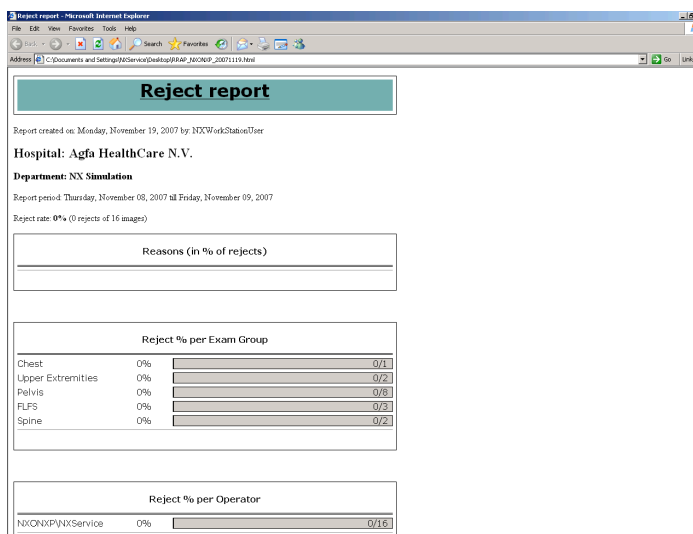 Reject report - Microsoft Internet Explorer
File Edit View Favorites Tools Help
Back Search Favorites
Address C:\Documents and Settings\NXService\Desktop\RRAP_NXONXP_20071119.html Go Link
Reject report
Report created on: Monday, November 19, 2007 by: NXWorkStationUser
Hospital: Agfa HealthCare N.V.
Department: NX Simulation
Report period: Thursday, November 08, 2007 till Friday, November 09, 2007
Reject rate: 0% (0 rejects of 16 images)
Reasons (in % of rejects)
Reject % per Exam Group
Chest 0% 0/1
Upper Extremities 0% 0/2
Pelvis 0% 0/8
FLFS 0% 0/3
Spine 0% 0/2
Reject % per Operator
NXONXP\NXService 0% 0/16